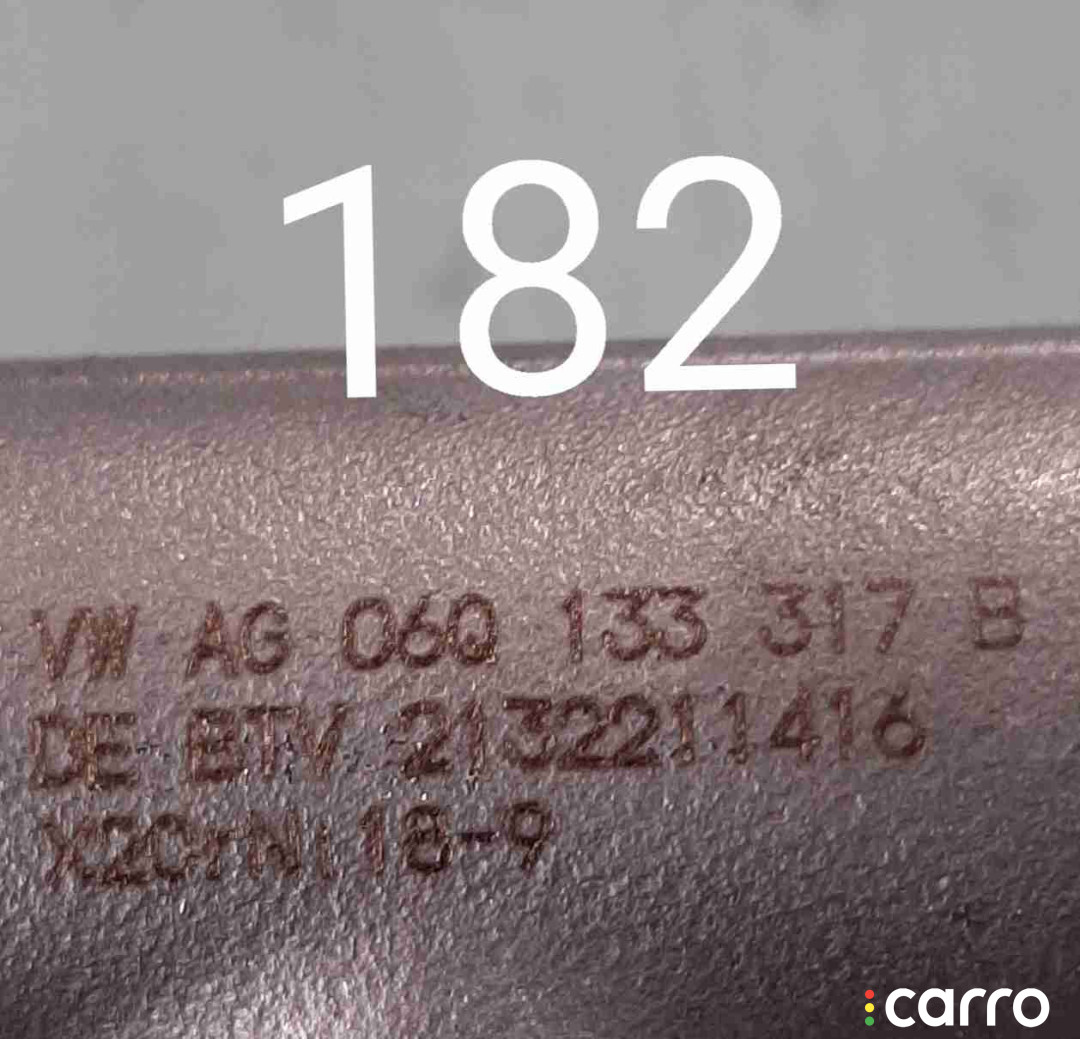 182
VW AG 06Q 133 317 B
DE BTV 2132211416
X2CrNi 18-9
carro